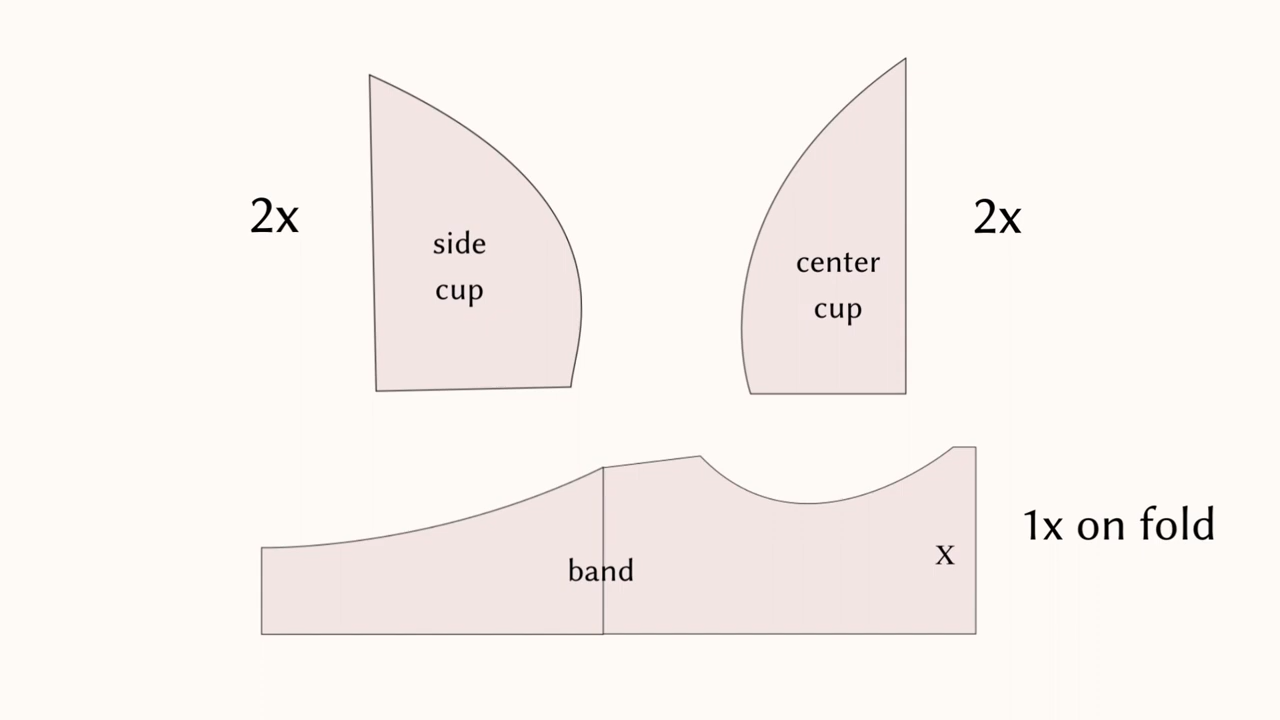 2x
side
cup
center
cup
2x
band
x
1x on fold